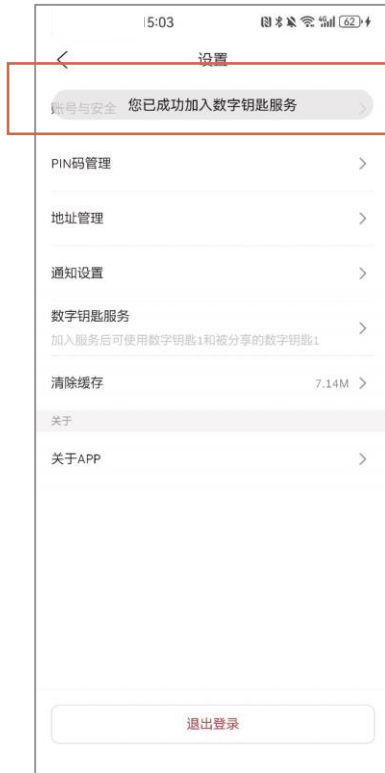 15:03 62
设置
账号与安全 您已成功加入数字钥匙服务
PIN码管理
地址管理
通知设置
数字钥匙服务
加入服务后可使用数字钥匙1和被分享的数字钥匙1
清除缓存 7.14M
关于
关于APP
退出登录